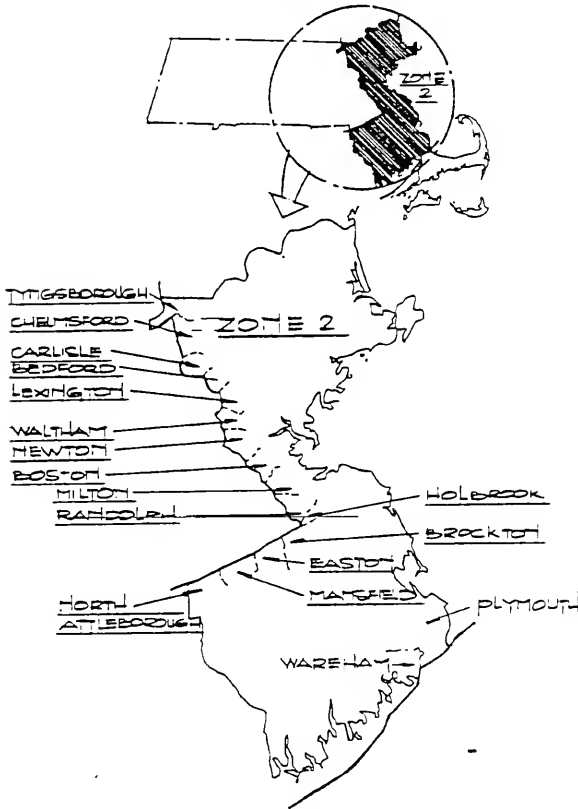 ZONE
2
TYNGSBOROUGH
CHELMSFORD
ZONE 2
CARLISLE
BEDFORD
LEXINGTON
WALTHAM
NEWTON
BOSTON
MILTON
RANDOLPH
HOLBROOK
BROCKTON
EASTON
MANSFIELD
NORTH
ATTLEBOROUGH
PLYMOUTH
WAREHAM